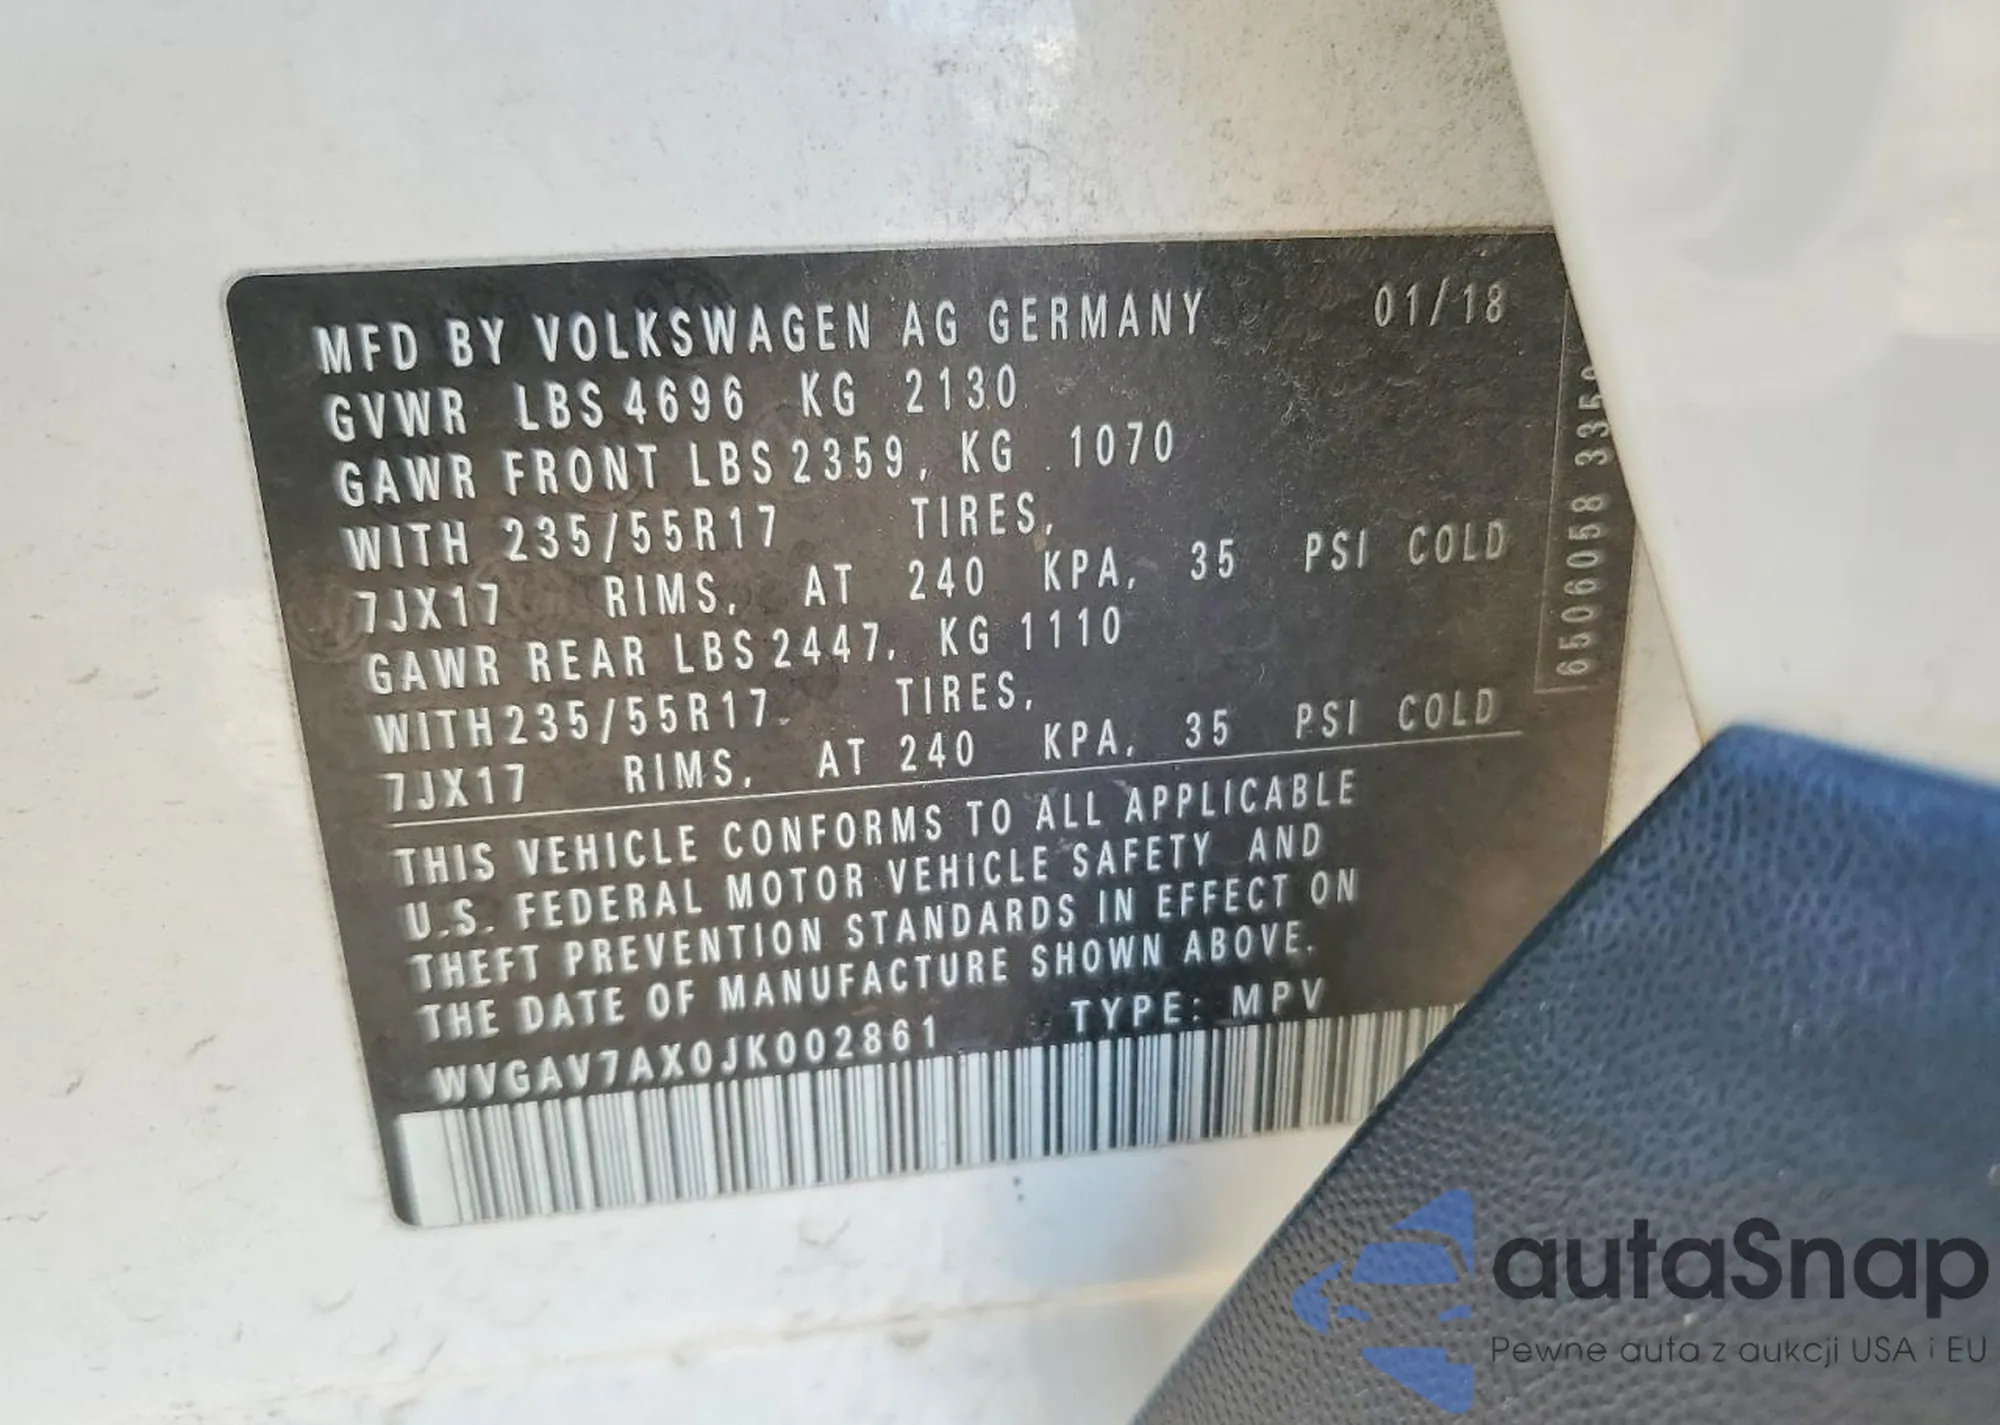 MFD BY VOLKSWAGEN AG GERMANY 01/18
GVWR LBS 4696 KG 2130
GAWR FRONT LBS 2359, KG 1070
WITH 235/55R17 TIRES,
7JX17 RIMS, AT 240 KPA, 35 PSI COLD
GAWR REAR LBS 2447, KG 1110
WITH 235/55R17 TIRES,
7JX17 RIMS, AT 240 KPA, 35 PSI COLD
THIS VEHICLE CONFORMS TO ALL APPLICABLE
U.S. FEDERAL MOTOR VEHICLE SAFETY AND
THEFT PREVENTION STANDARDS IN EFFECT ON
THE DATE OF MANUFACTURE SHOWN ABOVE.
WVGAV7AX0JK002861 TYPE: MPV
6506058
autaSnap
Pewne auta z aukcji USA i EU